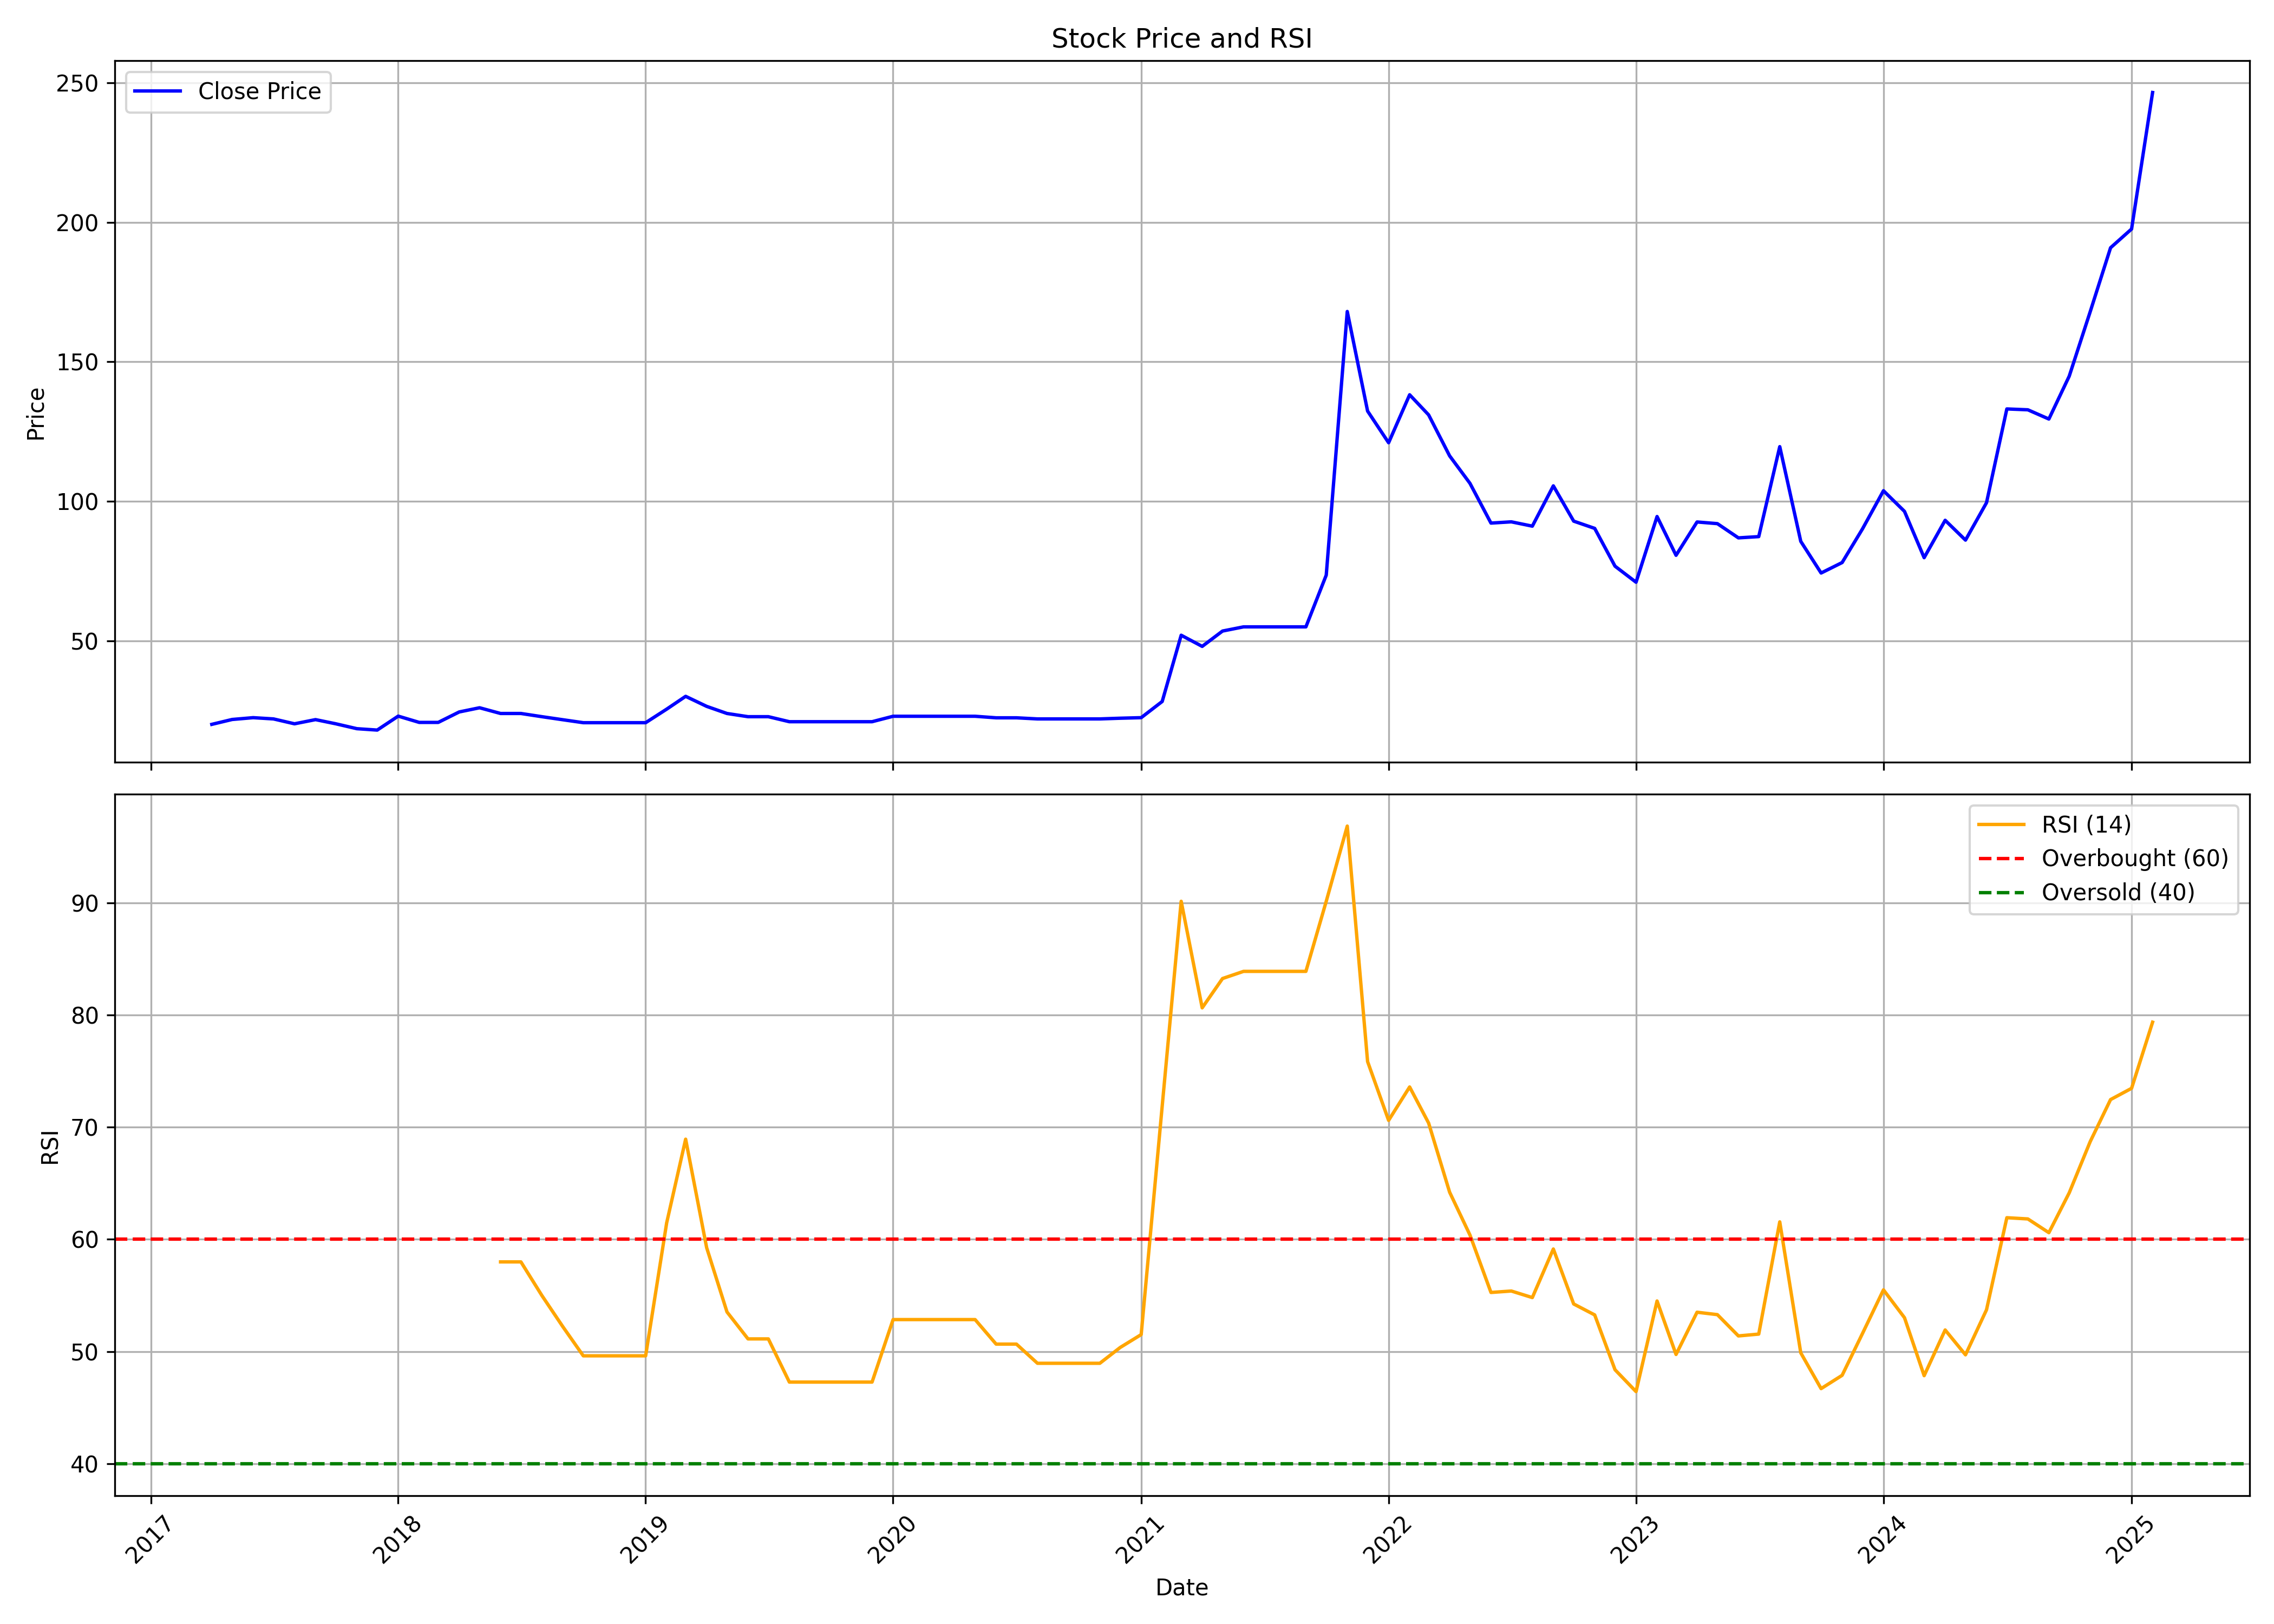 Stock Price and RSI
Close Price
250
200
150
100
50
Price
RSI (14)
Overbought (60)
Oversold (40)
90
80
70
60
50
40
RSI
2017
2018
2019
2020
2021
2022
2023
2024
2025
Date